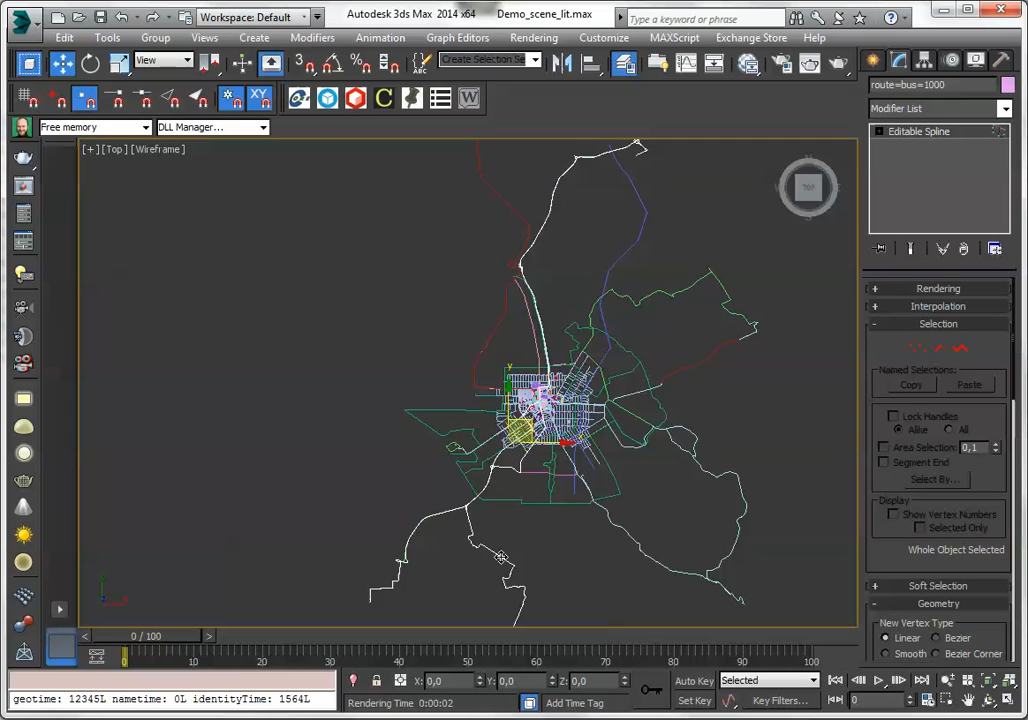 Workspace: Default
Autodesk 3ds Max 2014 x64
Demo_scene_lit.max
Type a keyword or phrase
Edit
Tools
Group
Views
Create
Modifiers
Animation
Graph Editors
Rendering
Customize
MAXScript
Exchange Store
Help
View
Create Selection Se
route=bus=1000
Modifier List
Free memory
DLL Manager...
Editable Spline
[+] [Top] [Wireframe]
TOP
y
Rendering
Interpolation
Selection
Named Selections:
Copy
Paste
Lock Handles
Alike
All
Area Selection: 0,1
Segment End
Select By...
Display
Show Vertex Numbers
Selected Only
Whole Object Selected
Soft Selection
Geometry
New Vertex Type
Linear
Bezier
Smooth
Bezier Corner
0 / 100
0 10 20 30 40 50 60 70 80 90 100
X: 0,0
Y: 0,0
Z: 0,0
Auto Key
Selected
Set Key
Key Filters...
0
geotime: 12345L nametime: 0L identityTime: 1564L
Rendering Time 0:00:02
Add Time Tag